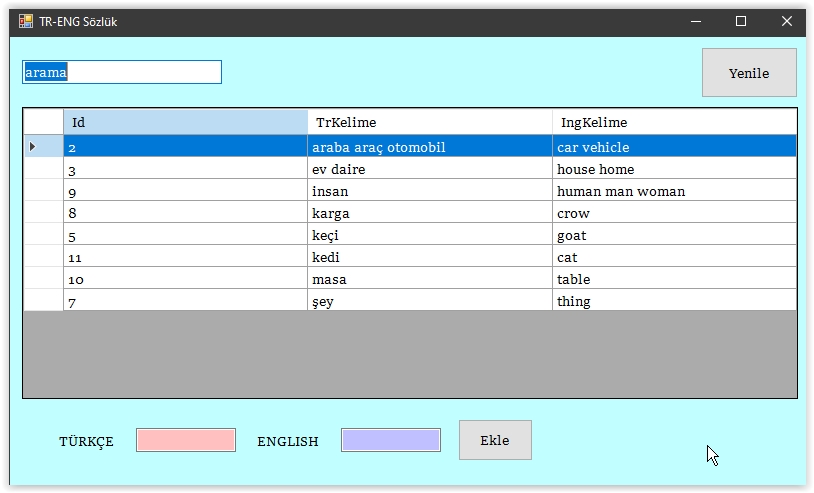 TR-ENG Sözlük
arama
Yenile
Id TrKelime IngKelime
2 araba araç otomobil car vehicle
3 ev daire house home
9 insan human man woman
8 karga crow
5 keçi goat
11 kedi cat
10 masa table
7 şey thing
TÜRKÇE ENGLISH Ekle